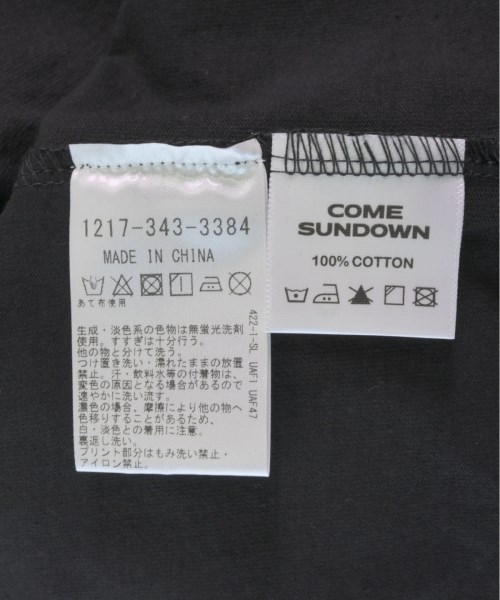 1217-343-3384
MADE IN CHINA
あて布使用
生成・淡色系の色物は無蛍光洗剤
使用。すすぎは十分行う。
他の物と分けて洗う。
つけ置き洗い・濡れたままの放置
禁止。汗・飲料水等の付着物は、
変色の原因となる場合があるので
速やかに洗い流す。
濃色の場合、摩擦により他の物へ
色移りすることがあるため、
白・淡色との着用に注意。
裏返し洗い。
プリント部分はもみ洗い禁止・
アイロン禁止。
422-1-SL UAF1 UAF47
COME
SUNDOWN
100% COTTON